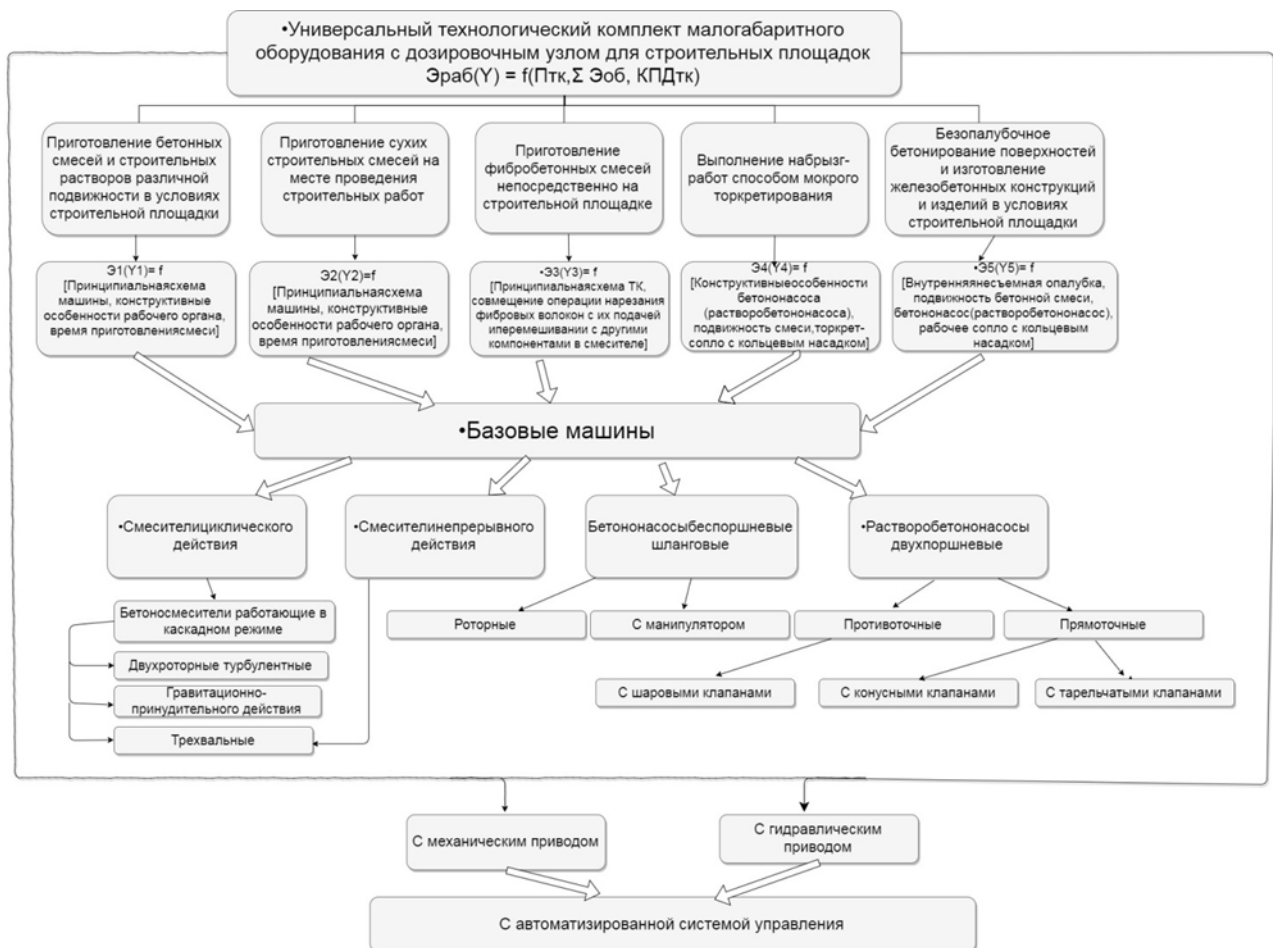 •Универсальный технологический комплект малогабаритного
оборудования с дозировочным узлом для строительных площадок
Эраб(Y) = f(Птк,Σ Эоб, КПДтк)
Приготовление бетонных
смесей и строительных
растворов различной
подвижности в условиях
строительной площадки
Приготовление сухих
строительных смесей на
месте проведения
строительных работ
Приготовление
фибробетонных смесей
непосредственно на
строительной площадке
Выполнение набрызг-
работ способом мокрого
торкретирования
Безопалубочное
бетонирование поверхностей
и изготовление
железобетонных конструкций
и изделий в условиях
строительной площадки
Э1(Y1)= f
[Принципиальнаясхема
машины, конструктивные
особенности рабочего органа,
время приготовлениясмеси]
Э2(Y2)=f
[Принципиальнаясхема
машины, конструктивные
особенности рабочего органа,
время приготовлениясмеси]
•Э3(Y3)= f
[Принципиальнаясхема ТК,
совмещение операции нарезания
фибровых волокон с их подачей
иперемешивании с другими
компонентами в смесителе]
Э4(Y4)= f
[Конструктивныеособенности
бетононасоса
(растворобетононасоса),
подвижность смеси,торкрет-
сопло с кольцевым насадком]
•Э5(Y5)= f
[Внутренняянесъемная опалубка,
подвижность бетонной смеси,
бетононасос(растворобетононасос),
рабочее сопло с кольцевым
насадком]
•Базовые машины
•Смесителициклического
действия
•Смесителинепрерывного
действия
Бетононасосыбеспоршневые
шланговые
•Растворобетононасосы
двухпоршневые
Бетоносмесители работающие в
каскадном режиме
Двухроторные турбулентные
Гравитационно-
принудительного действия
Трехвальные
Роторные
С манипулятором
Противоточные
Прямоточные
С шаровыми клапанами
С конусными клапанами
С тарельчатыми клапанами
С механическим приводом
С гидравлическим
приводом
С автоматизированной системой управления